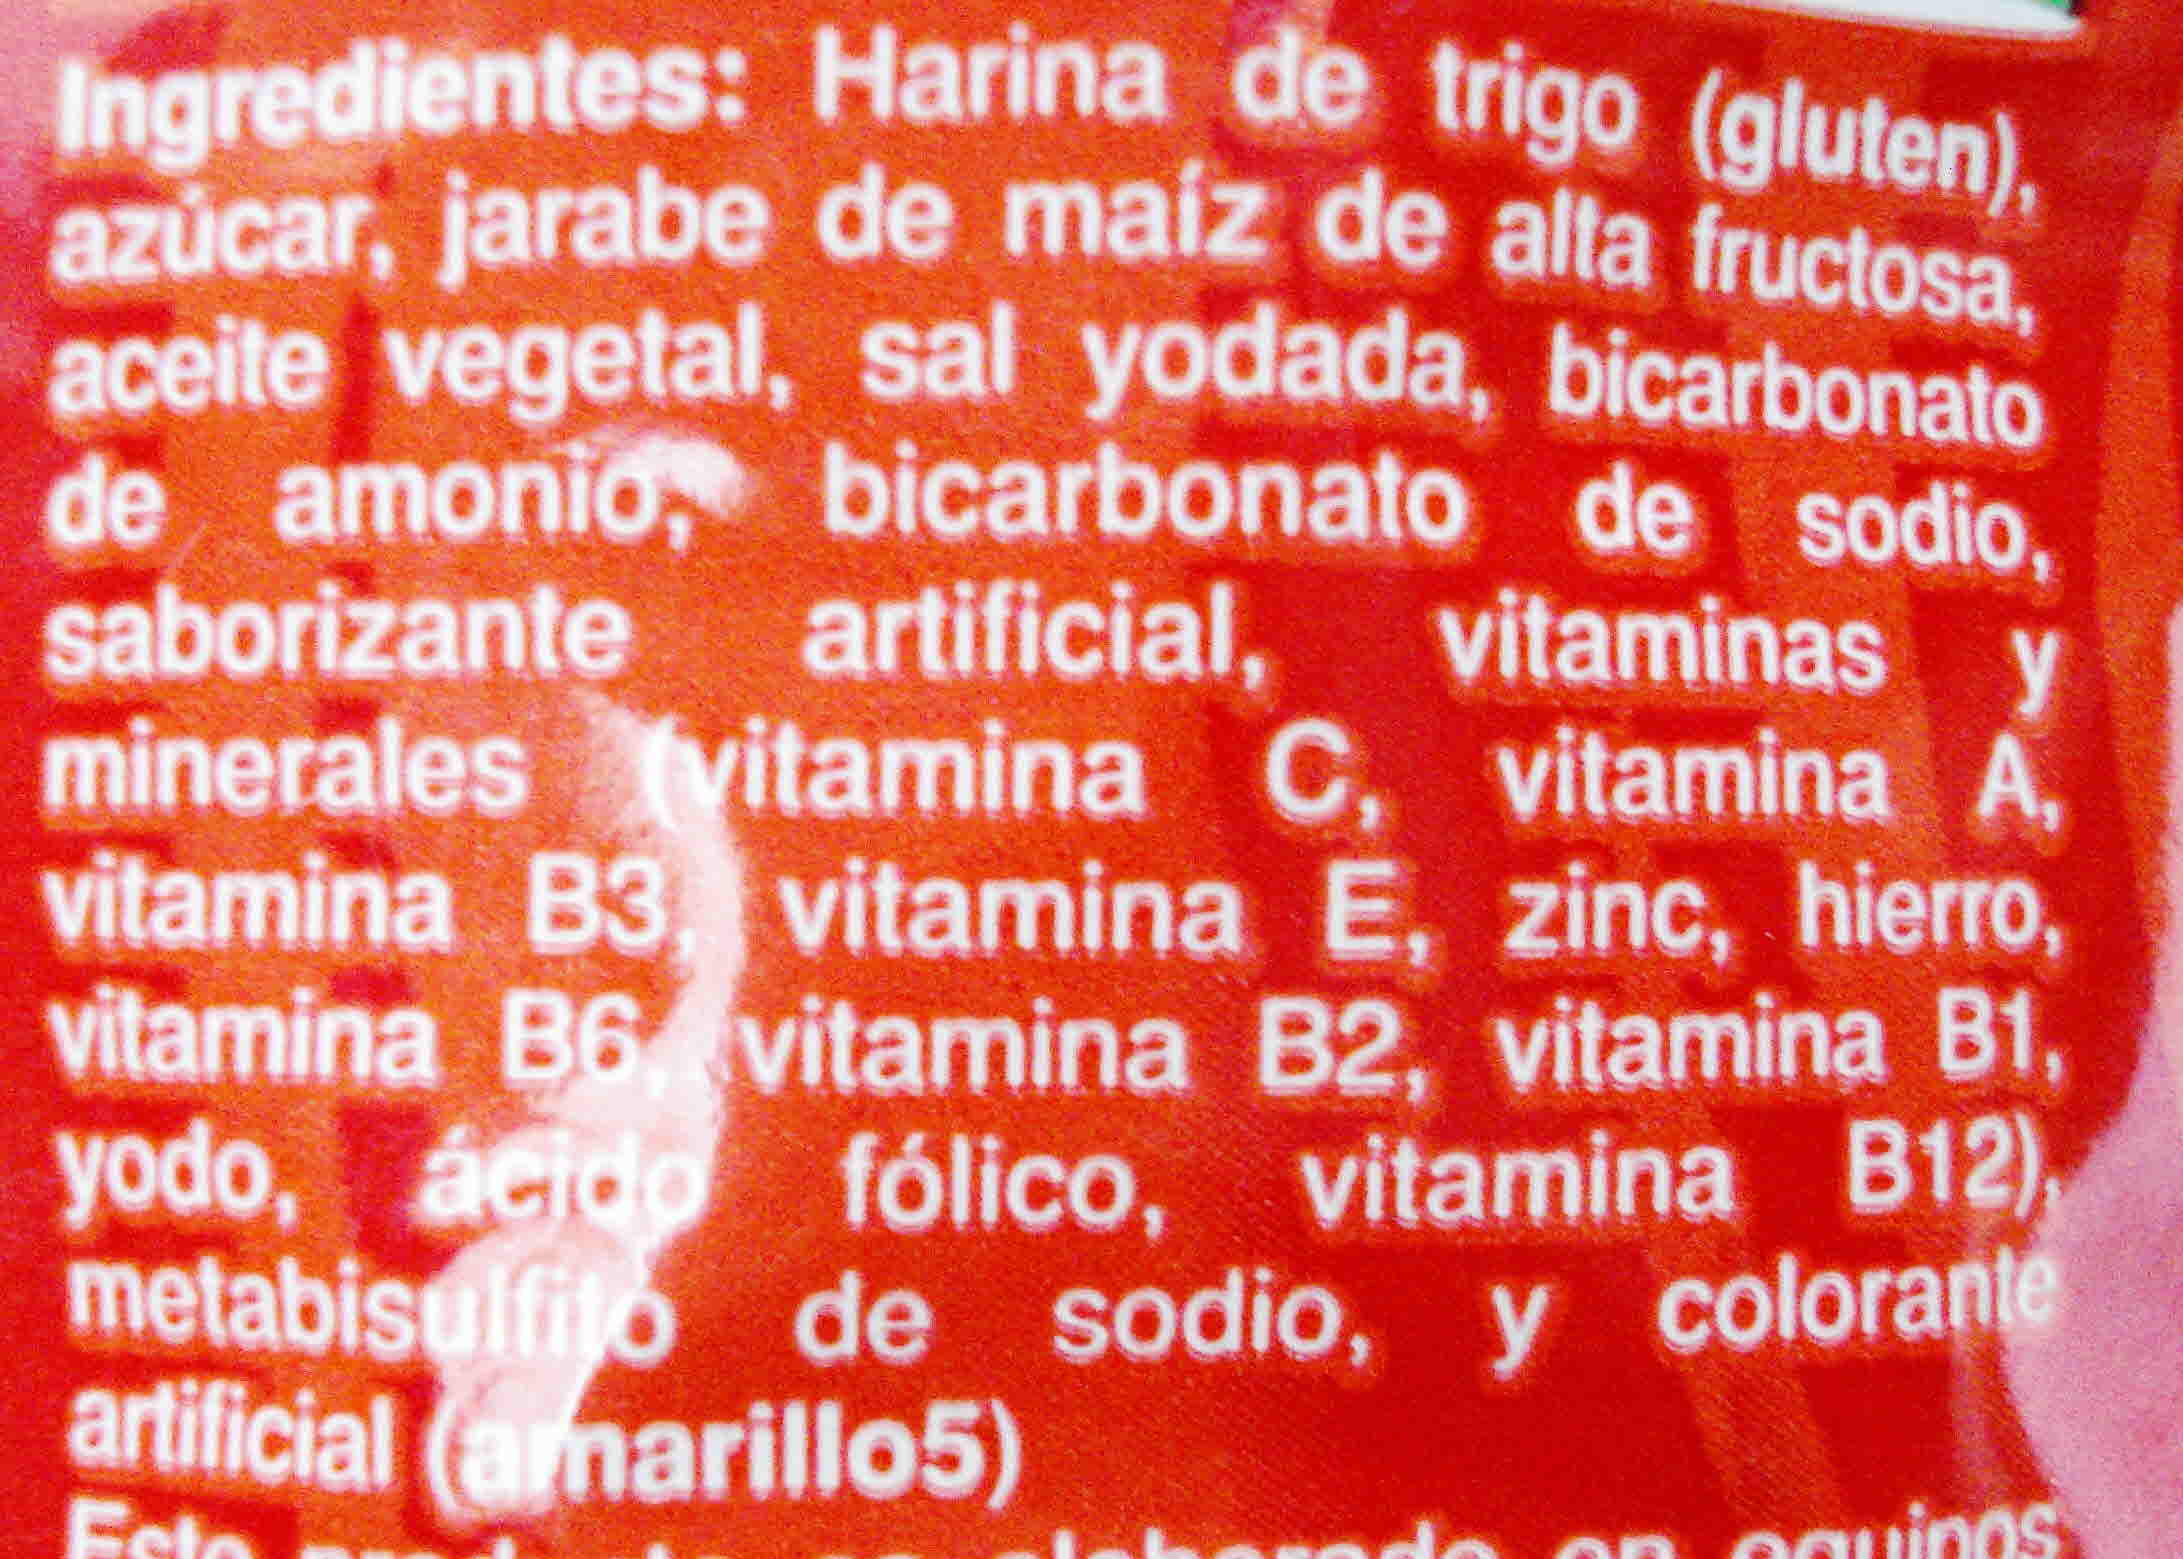 Ingredientes: Harina de trigo (gluten),
azúcar, jarabe de maíz de alta fructosa,
aceite vegetal, sal yodada, bicarbonato
de amonio, bicarbonato de sodio,
saborizante artificial, vitaminas y
minerales (vitamina C, vitamina A,
vitamina B3, vitamina E, zinc, hierro,
vitamina B6, vitamina B2, vitamina B1,
yodo, ácido fólico, vitamina B12),
metabisulfito de sodio, y colorante
artificial (amarillo5)
Este elaborado en equipos